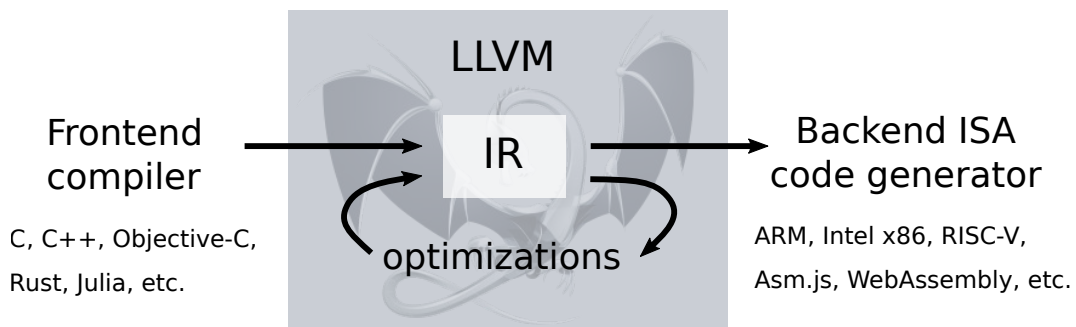 LLVM
Frontend
compiler
IR
Backend ISA
code generator
C, C++, Objective-C,
Rust, Julia, etc.
optimizations
ARM, Intel x86, RISC-V,
Asm.js, WebAssembly, etc.